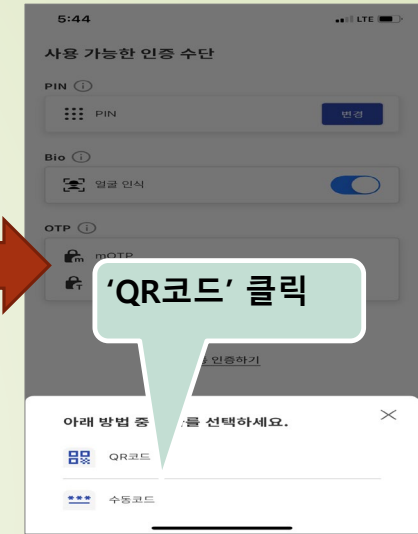 5:44
LTE
사용 가능한 인증 수단
PIN
PIN
변경
Bio
얼굴 인식
OTP
mOTP
'QR코드' 클릭
인증하기
아래 방법 중 를 선택하세요.
QR코드
수동코드